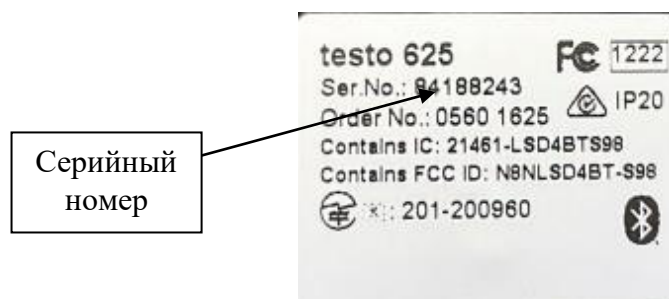 Серийный
номер
testo 625 FC 1222
Ser.No.: 84188243
Order No.: 0560 1625 IP20
Contains IC: 21461-LSD4BTS98
Contains FCC ID: N8NLSD4BT-S98
: 201-200960